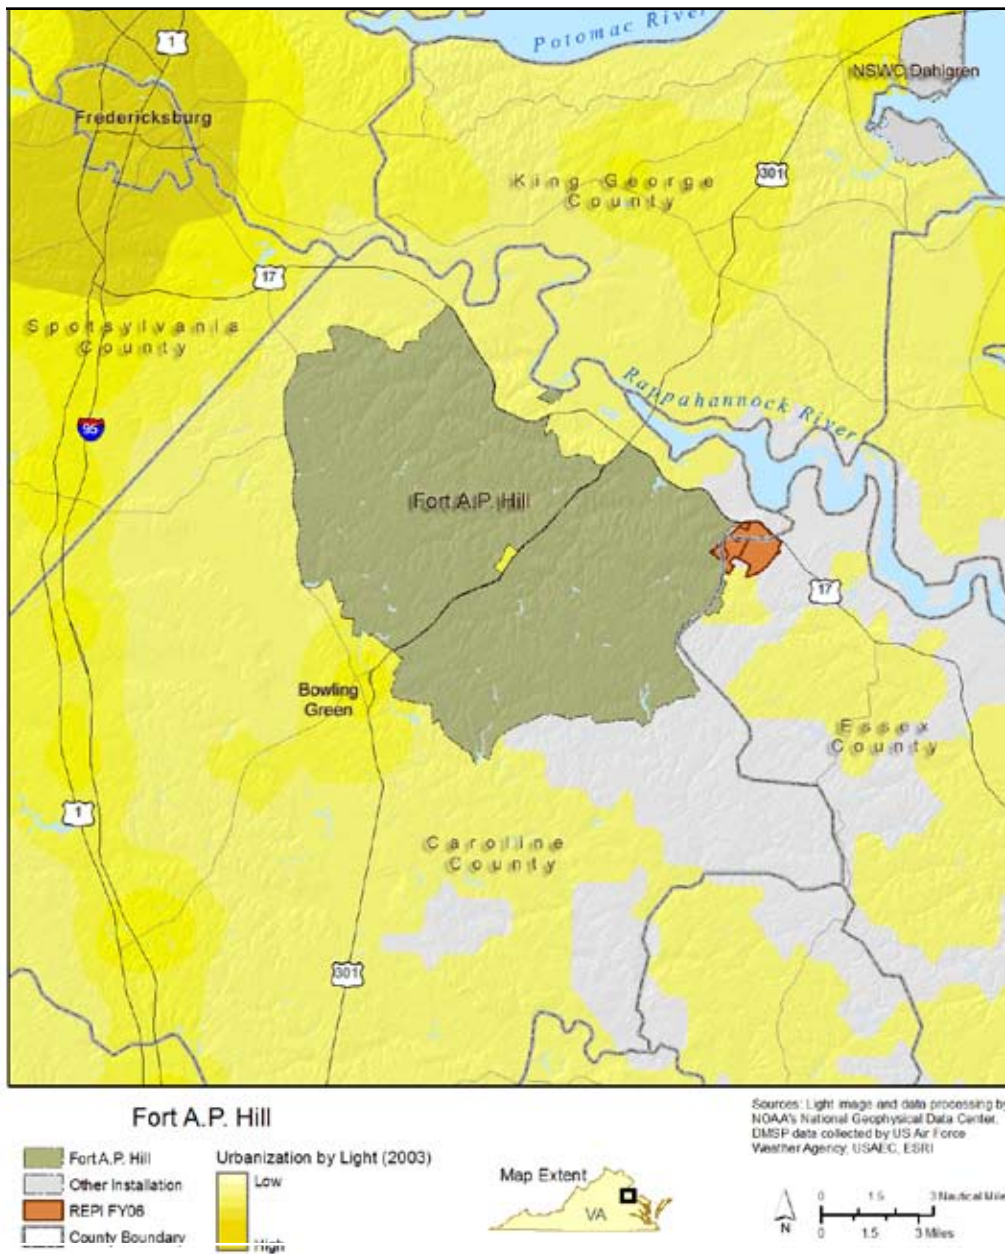 Potomac River
1
NSWC Dahlgren
Fredericksburg
301
King George
County
17
Spotsylvania
County
Rappahannock River
95
Fort A.P. Hill
17
Bowling
Green
Essex
County
1
Carolline
County
301
Fort A.P. Hill
Fort A.P. Hill
Other Installation
REPI FY06
County Boundary
Urbanization by Light (2003)
Low
High
Map Extent
VA
Sources: Light image and data processing by
NOAA's National Geophysical Data Center.
DMSP data collected by US Air Force
Weather Agency, USAEC, ESRI
N
0 1.5 3 Nautical Mile
0 1.5 3 Miles